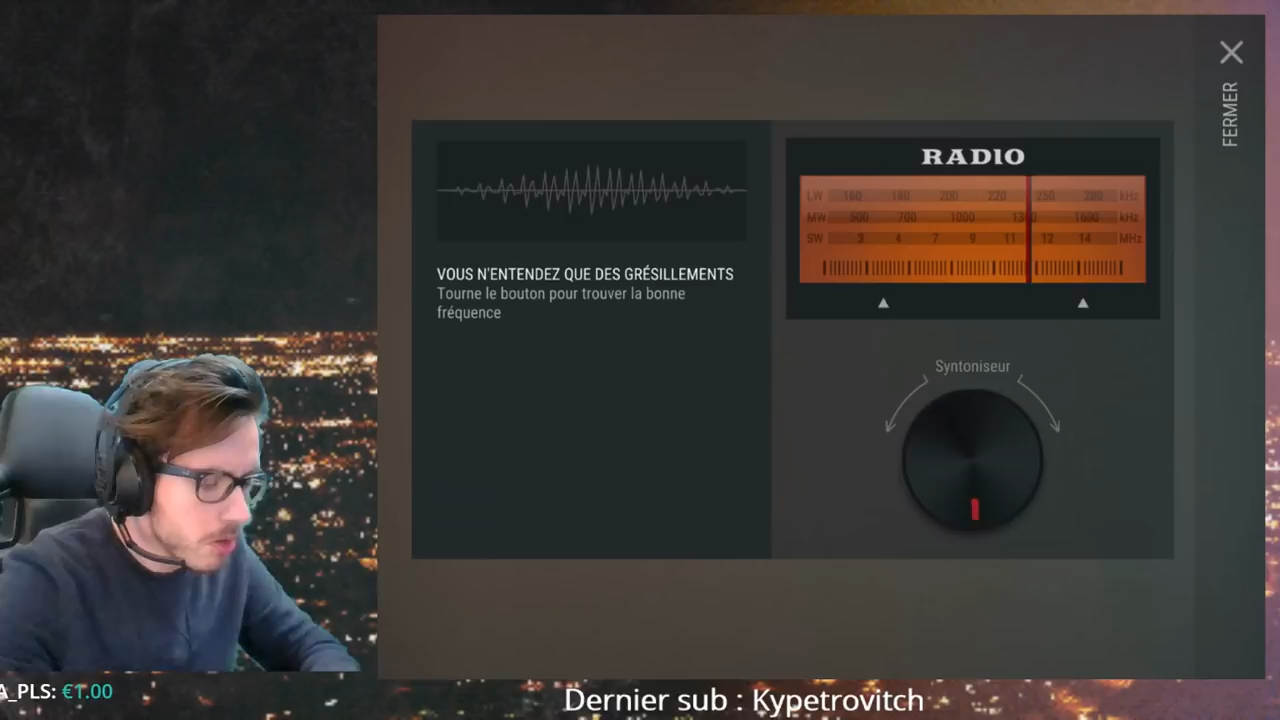 FERMER
RADIO
LW 160 180 200 220 250 280 kHz
MW 500 700 1000 1300 1600 kHz
SW 3 4 7 9 11 12 14 MHz
VOUS N'ENTENDEZ QUE DES GRÉSILLEMENTS
Tourne le bouton pour trouver la bonne
fréquence
Syntoniseur
A_PLS: €1.00
Dernier sub : Kypetrovitch